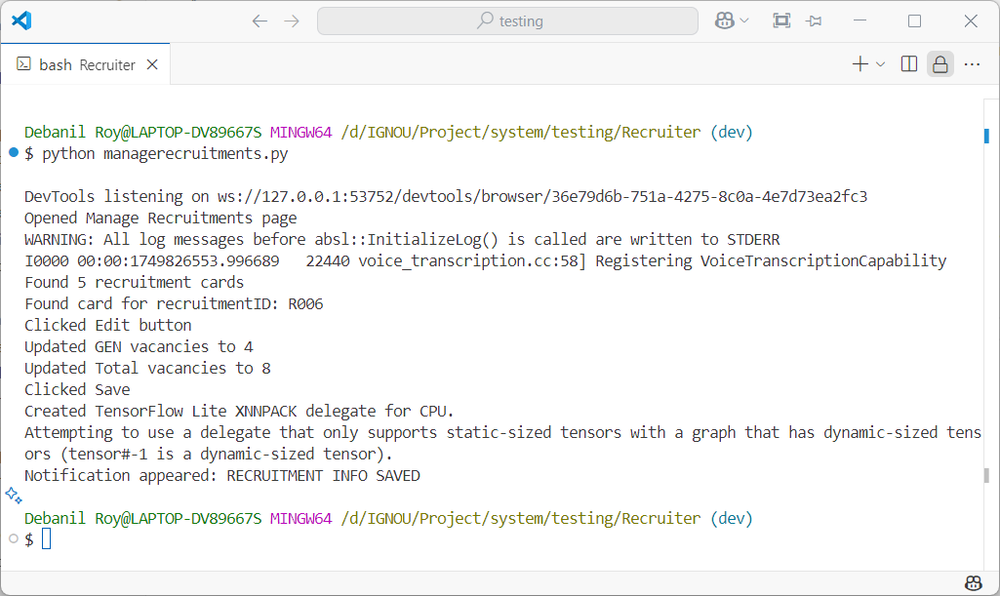 testing
bash Recruiter
Debanil Roy@LAPTOP-DV89667S MINGW64 /d/IGNOU/Project/system/testing/Recruiter (dev)
$ python managerecruitments.py
DevTools listening on ws://127.0.0.1:53752/devtools/browser/36e79d6b-751a-4275-8c0a-4e7d73ea2fc3
Opened Manage Recruitments page
WARNING: All log messages before absl::InitializeLog() is called are written to STDERR
I0000 00:00:1749826553.996689   22440 voice_transcription.cc:58] Registering VoiceTranscriptionCapability
Found 5 recruitment cards
Found card for recruitmentID: R006
Clicked Edit button
Updated GEN vacancies to 4
Updated Total vacancies to 8
Clicked Save
Created TensorFlow Lite XNNPACK delegate for CPU.
Attempting to use a delegate that only supports static-sized tensors with a graph that has dynamic-sized tens
ors (tensor#-1 is a dynamic-sized tensor).
Notification appeared: RECRUITMENT INFO SAVED
Debanil Roy@LAPTOP-DV89667S MINGW64 /d/IGNOU/Project/system/testing/Recruiter (dev)
$